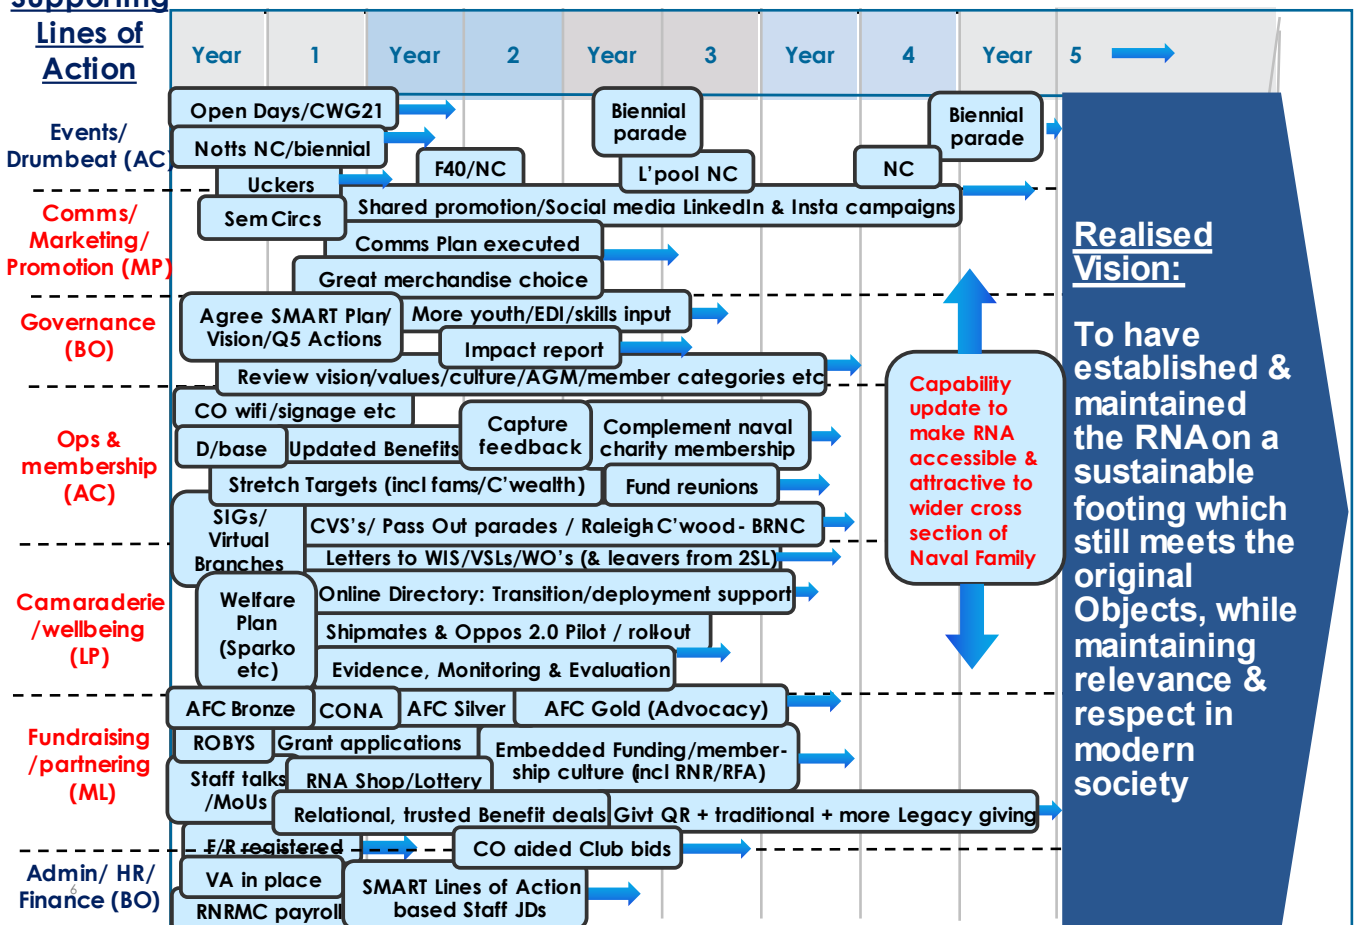 Supporting
Lines of
Action
Year 1 Year 2 Year 3 Year 4 Year 5
Events/
Drumbeat (AC)
Open Days/CWG21
Notts NC/biennial
Uckers
F40/NC
Biennial
parade
L'pool NC
NC
Biennial
parade
Comms/
Marketing/
Promotion (MP)
Sem Circs
Shared promotion/Social media LinkedIn & Insta campaigns
Comms Plan executed
Great merchandise choice
Governance
(BO)
Agree SMART Plan/
Vision/Q5 Actions
More youth/EDI/skills input
Impact report
Review vision/values/culture/AGM/member categories etc
Ops &
membership
(AC)
CO wifi/signage etc
D/base
Updated Benefits
Capture
feedback
Complement naval
charity membership
Stretch Targets (incl fams/C'wealth)
Fund reunions
SIGs/
Virtual
Branches
CVS's/ Pass Out parades / Raleigh-C'wood- BRNC
Letters to WIS/VSLs/WO's (& leavers from 2SL)
Camaraderie
/wellbeing
(LP)
Welfare
Plan
(Sparko
etc)
Online Directory: Transition/deployment support
Shipmates & Oppos 2.0 Pilot / roll-out
Evidence, Monitoring & Evaluation
Fundraising
/partnering
(ML)
AFC Bronze
CONA
AFC Silver
AFC Gold (Advocacy)
ROBYS
Grant applications
Embedded Funding/member-
ship culture (incl RNR/RFA)
Staff talks
/MoUs
RNA Shop/Lottery
Relational, trusted Benefit deals
Givt QR + traditional + more Legacy giving
F/R registered
CO aided Club bids
Admin/ HR/
Finance (BO)
6
VA in place
RNRMC payroll
SMART Lines of Action
based Staff JDs
Capability
update to
make RNA
accessible &
attractive to
wider cross
section of
Naval Family
Realised
Vision:
To have
established &
maintained
the RNA on a
sustainable
footing which
still meets the
original
Objects, while
maintaining
relevance &
respect in
modern
society